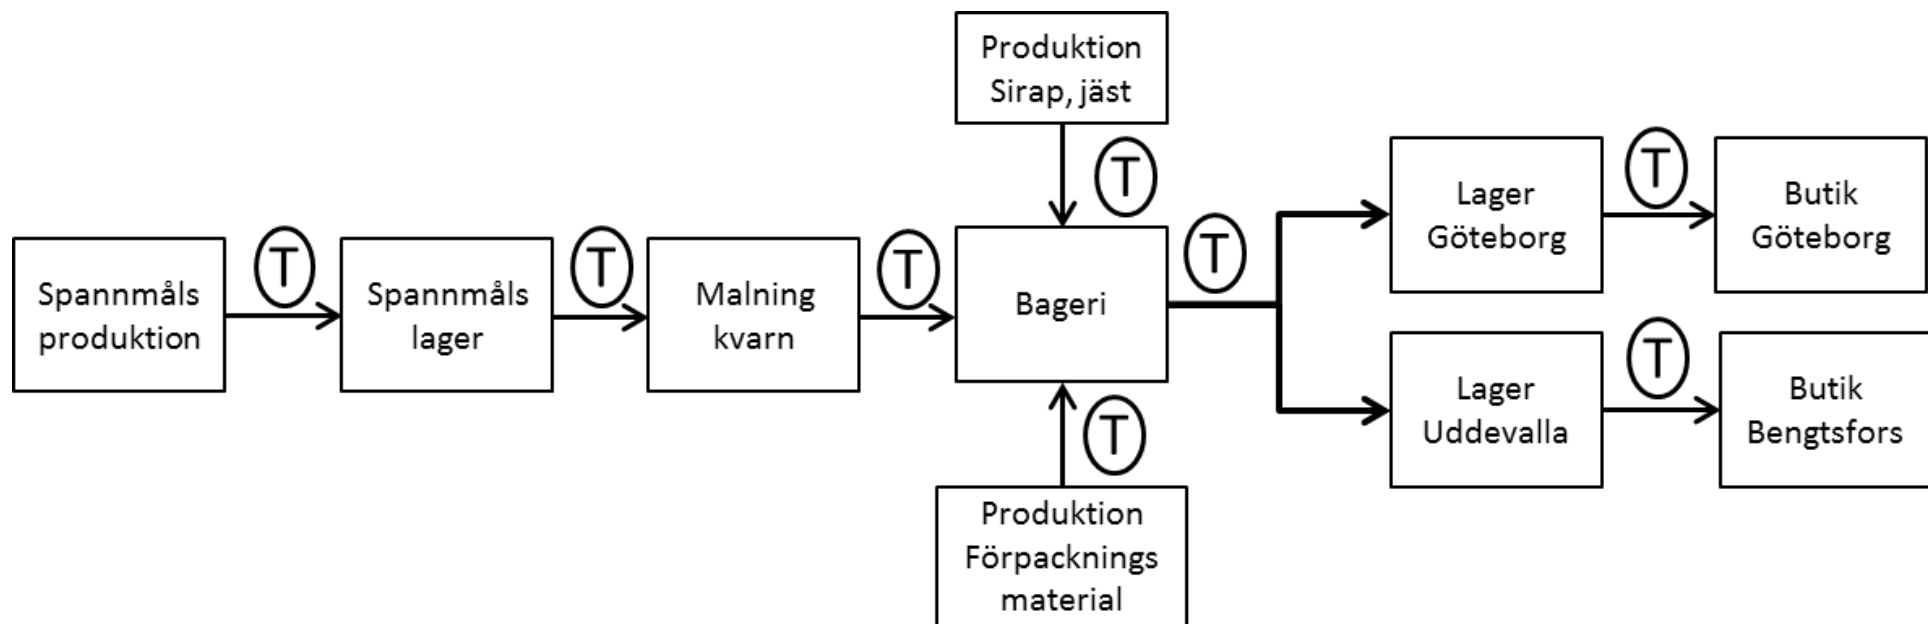 Produktion
Sirap, jäst
T
T
T
T
T
T
T
Lager
Göteborg
Butik
Göteborg
Spannmåls
produktion
Spannmåls
lager
Malning
kvarn
Bageri
T
Lager
Uddevalla
Butik
Bengtsfors
Produktion
Förpacknings
material